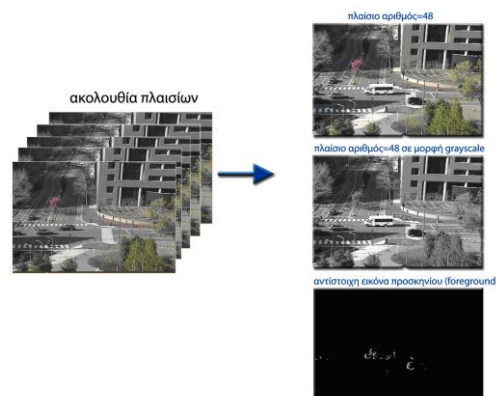 πλαίσιο αριθμός=48
ακολουθία πλαισίων
πλαίσιο αριθμός=48 σε μορφή grayscale
αντίστοιχη εικόνα προσκηνίου (foreground